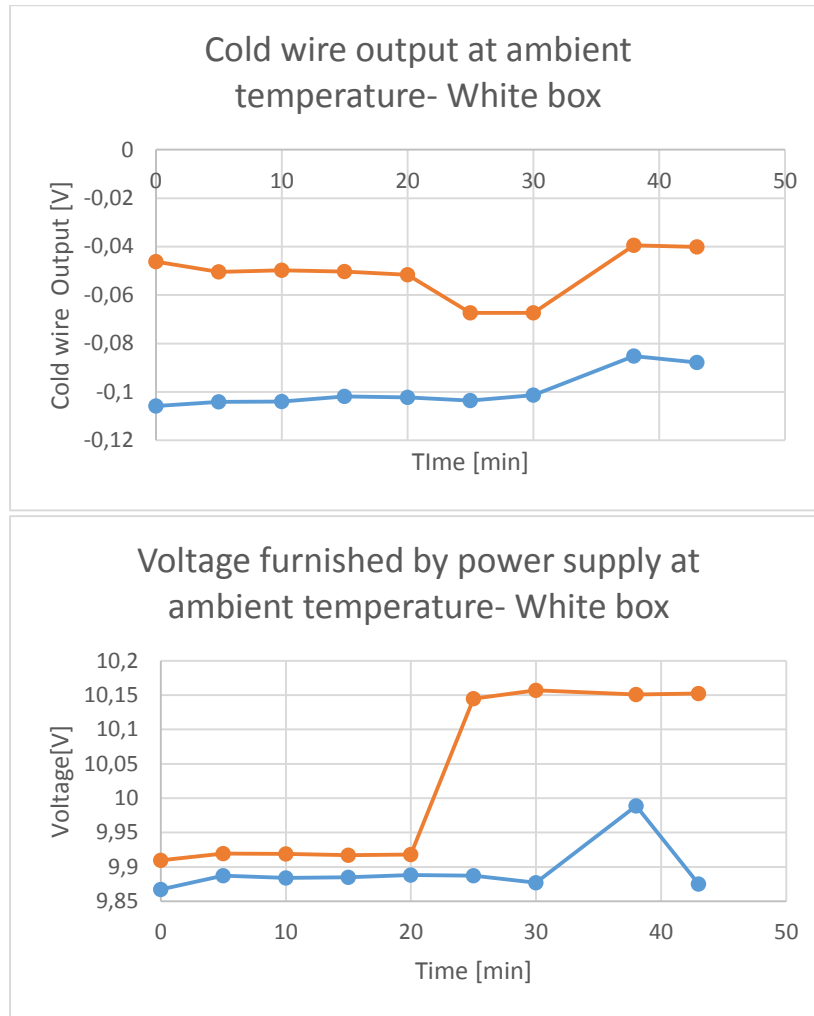 Cold wire output at ambient
temperature- White box
0
0 10 20 30 40 50
-0,02
-0,04
-0,06
-0,08
-0,1
-0,12
Cold wire Output [V]
TIme [min]
Voltage furnished by power supply at
ambient temperature- White box
10,2
10,15
10,1
10,05
10
9,95
9,9
9,85
Voltage[V]
0 10 20 30 40 50
Time [min]